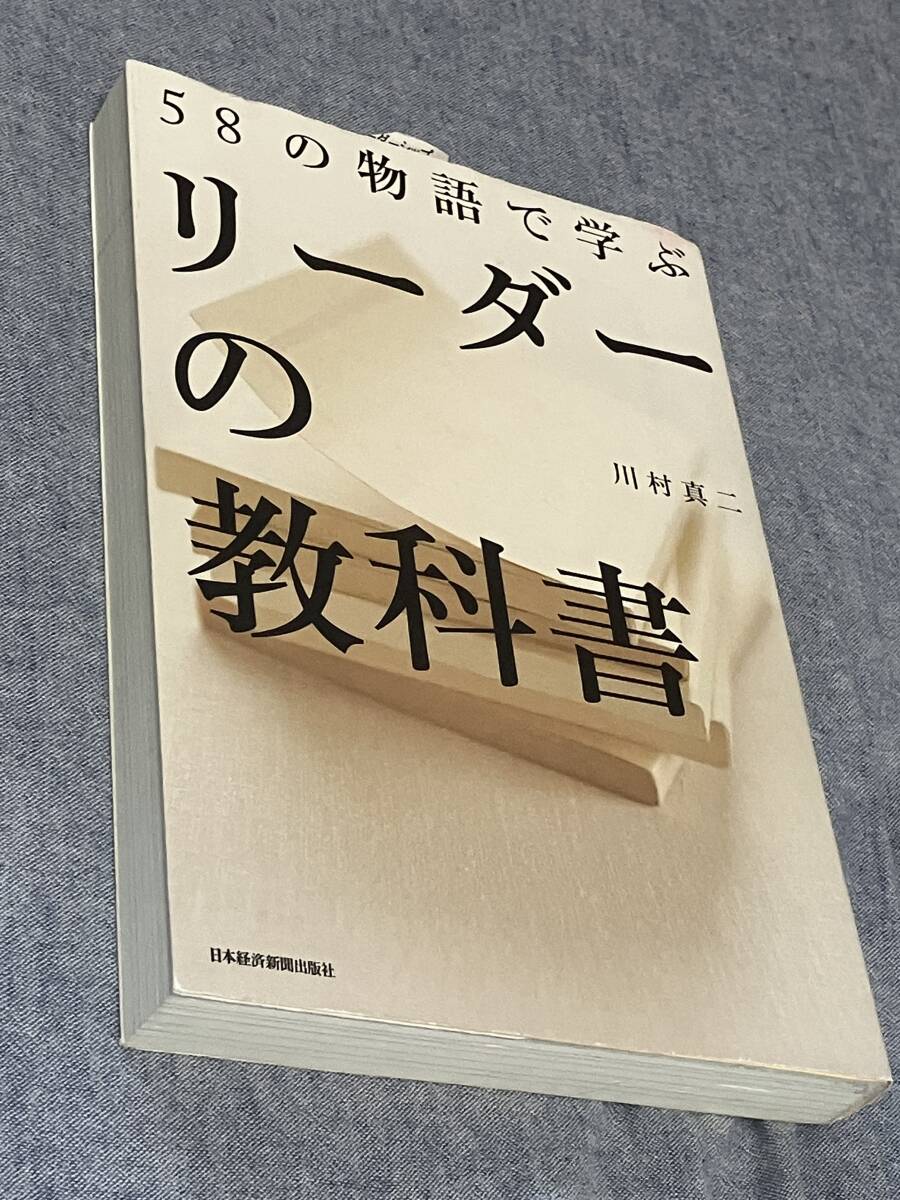 58の物語で学ぶ
リーダー
の
教科書
川村真二
日本経済新聞出版社